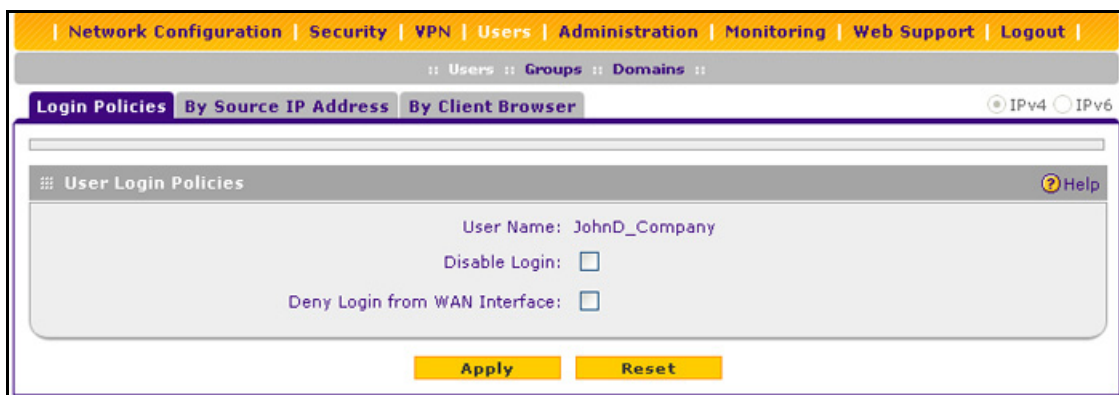 | Network Configuration | Security | VPN | Users | Administration | Monitoring | Web Support | Logout |
:: Users :: Groups :: Domains ::
Login Policies By Source IP Address By Client Browser IPv4 IPv6
User Login Policies ? Help
User Name: JohnD_Company
Disable Login:
Deny Login from WAN Interface:
Apply Reset